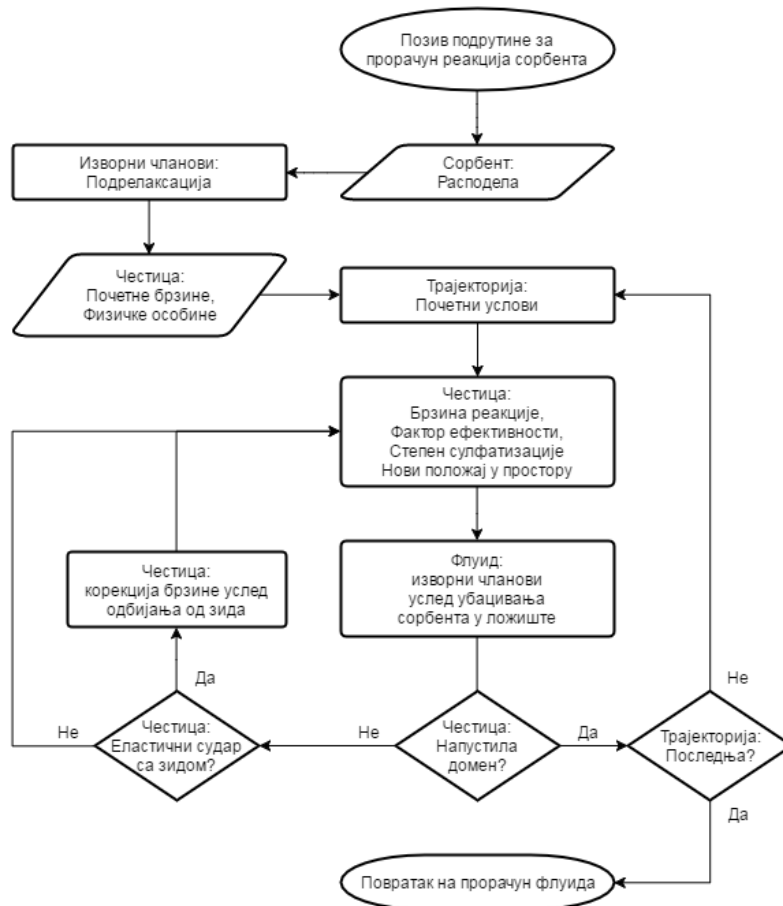 Позив подрутине за
прорачун реакција сорбента
Изворни чланови:
Подрелаксација
Сорбент:
Расподела
Честица:
Почетне брзине,
Физичке особине
Трајекторија:
Почетни услови
Честица:
Брзина реакције,
Фактор ефективности,
Степен сулфатизације
Нови положај у простору
Честица:
корекција брзине услед
одбијања од зида
Флуид:
изворни чланови
услед убацивања
сорбента у ложиште
Да
Не
Не
Честица:
Еластични судар
са зидом?
Не
Честица:
Напустила
домен?
Да
Трајекторија:
Последња?
Да
Повратак на прорачун флуида